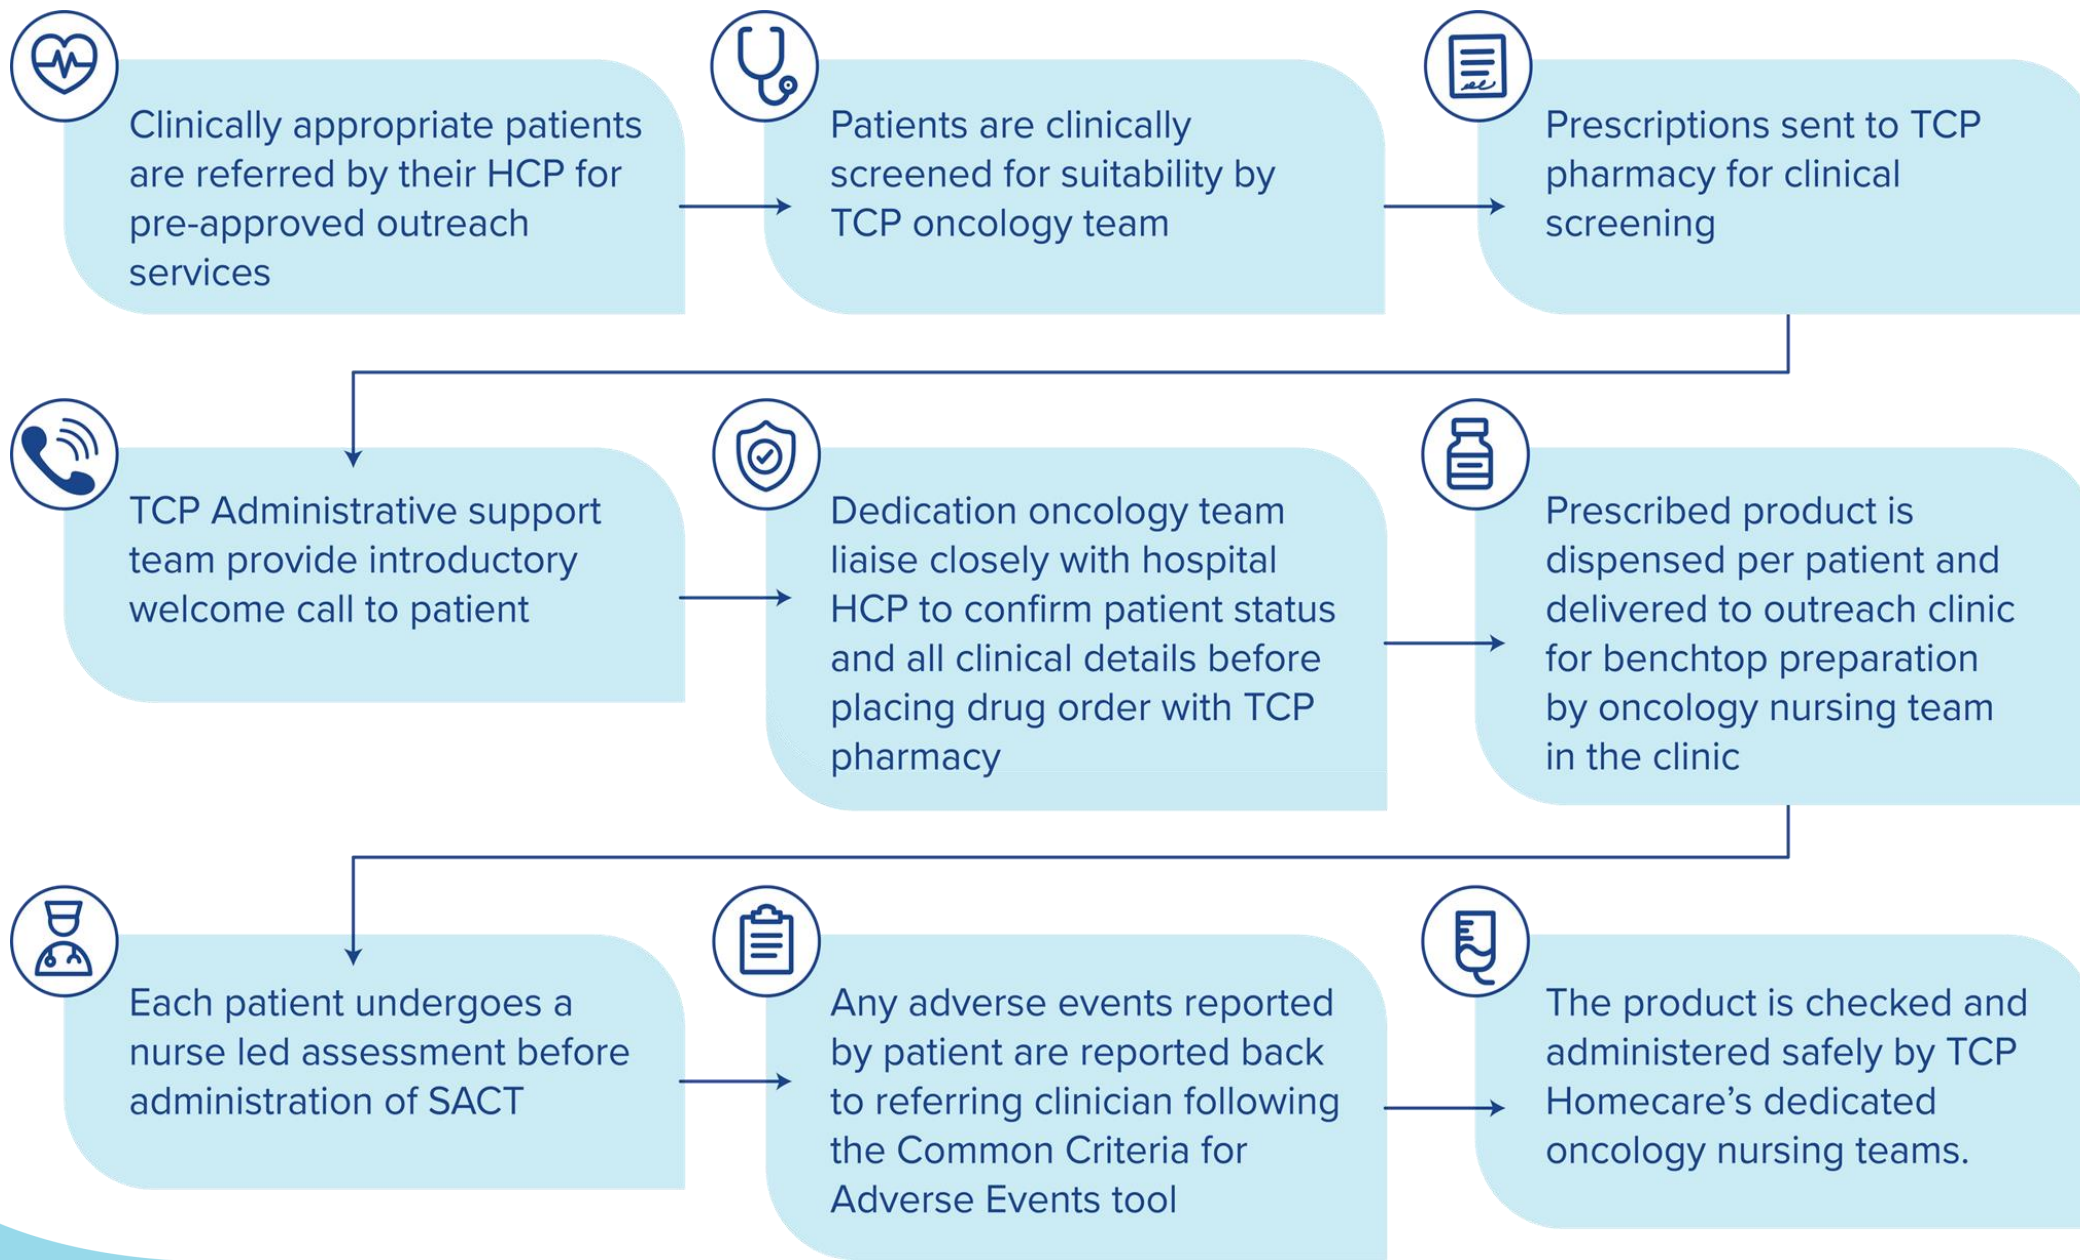 Clinically appropriate patients
are referred by their HCP for
pre-approved outreach
services
Patients are clinically
screened for suitability by
TCP oncology team
Prescriptions sent to TCP
pharmacy for clinical
screening
TCP Administrative support
team provide introductory
welcome call to patient
Dedication oncology team
liaise closely with hospital
HCP to confirm patient status
and all clinical details before
placing drug order with TCP
pharmacy
Prescribed product is
dispensed per patient and
delivered to outreach clinic
for benchtop preparation
by oncology nursing team
in the clinic
Each patient undergoes a
nurse led assessment before
administration of SACT
Any adverse events reported
by patient are reported back
to referring clinician following
the Common Criteria for
Adverse Events tool
The product is checked and
administered safely by TCP
Homecare’s dedicated
oncology nursing teams.